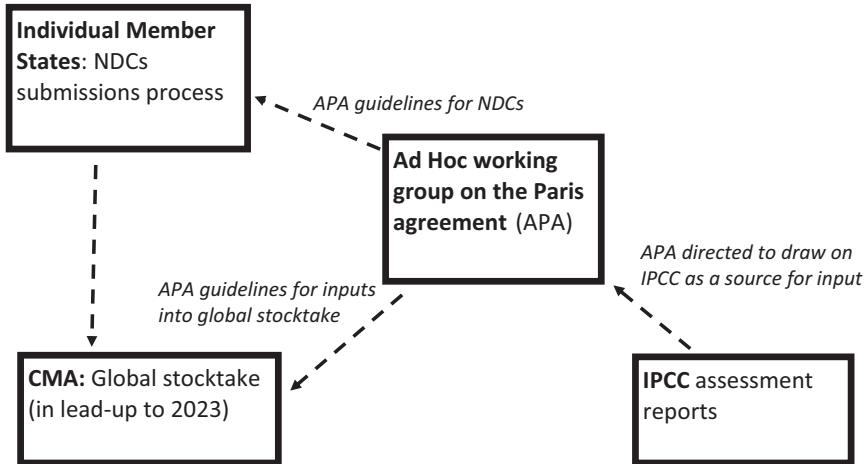 Individual Member
States: NDCs
submissions process
APA guidelines for NDCs
Ad Hoc working
group on the Paris
agreement (APA)
APA directed to draw on
IPCC as a source for input
APA guidelines for inputs
into global stocktake
CMA: Global stocktake
(in lead-up to 2023)
IPCC assessment
reports